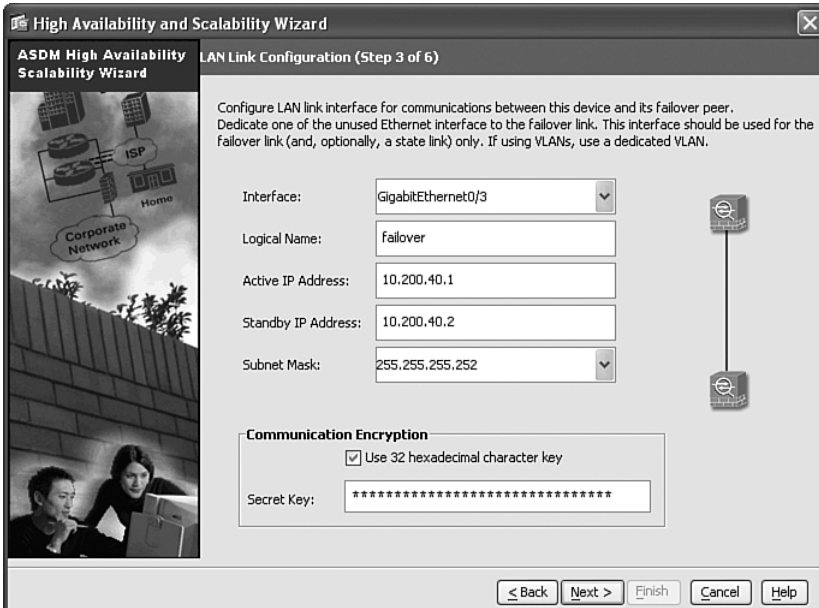 High Availability and Scalability Wizard
ASDM High Availability
Scalability Wizard
LAN Link Configuration (Step 3 of 6)
ISP
Home
Corporate
Network
Configure LAN link interface for communications between this device and its failover peer.
Dedicate one of the unused Ethernet interface to the failover link. This interface should be used for the
failover link (and, optionally, a state link) only. If using VLANs, use a dedicated VLAN.
Interface: GigabitEthernet0/3
Logical Name: failover
Active IP Address: 10.200.40.1
Standby IP Address: 10.200.40.2
Subnet Mask: 255.255.255.252
Communication Encryption
Use 32 hexadecimal character key
Secret Key: ********************************
< Back Next > Finish Cancel Help